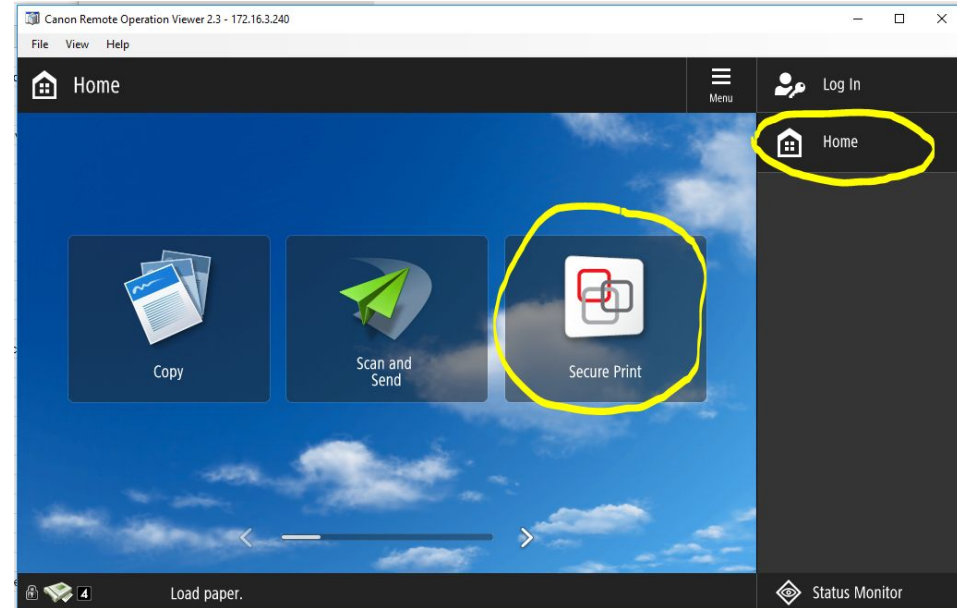 Canon Remote Operation Viewer 2.3 - 172.16.3.240
File View Help
Home
Menu
Log In
Home
Copy
Scan and
Send
Secure Print
4
Load paper.
Status Monitor